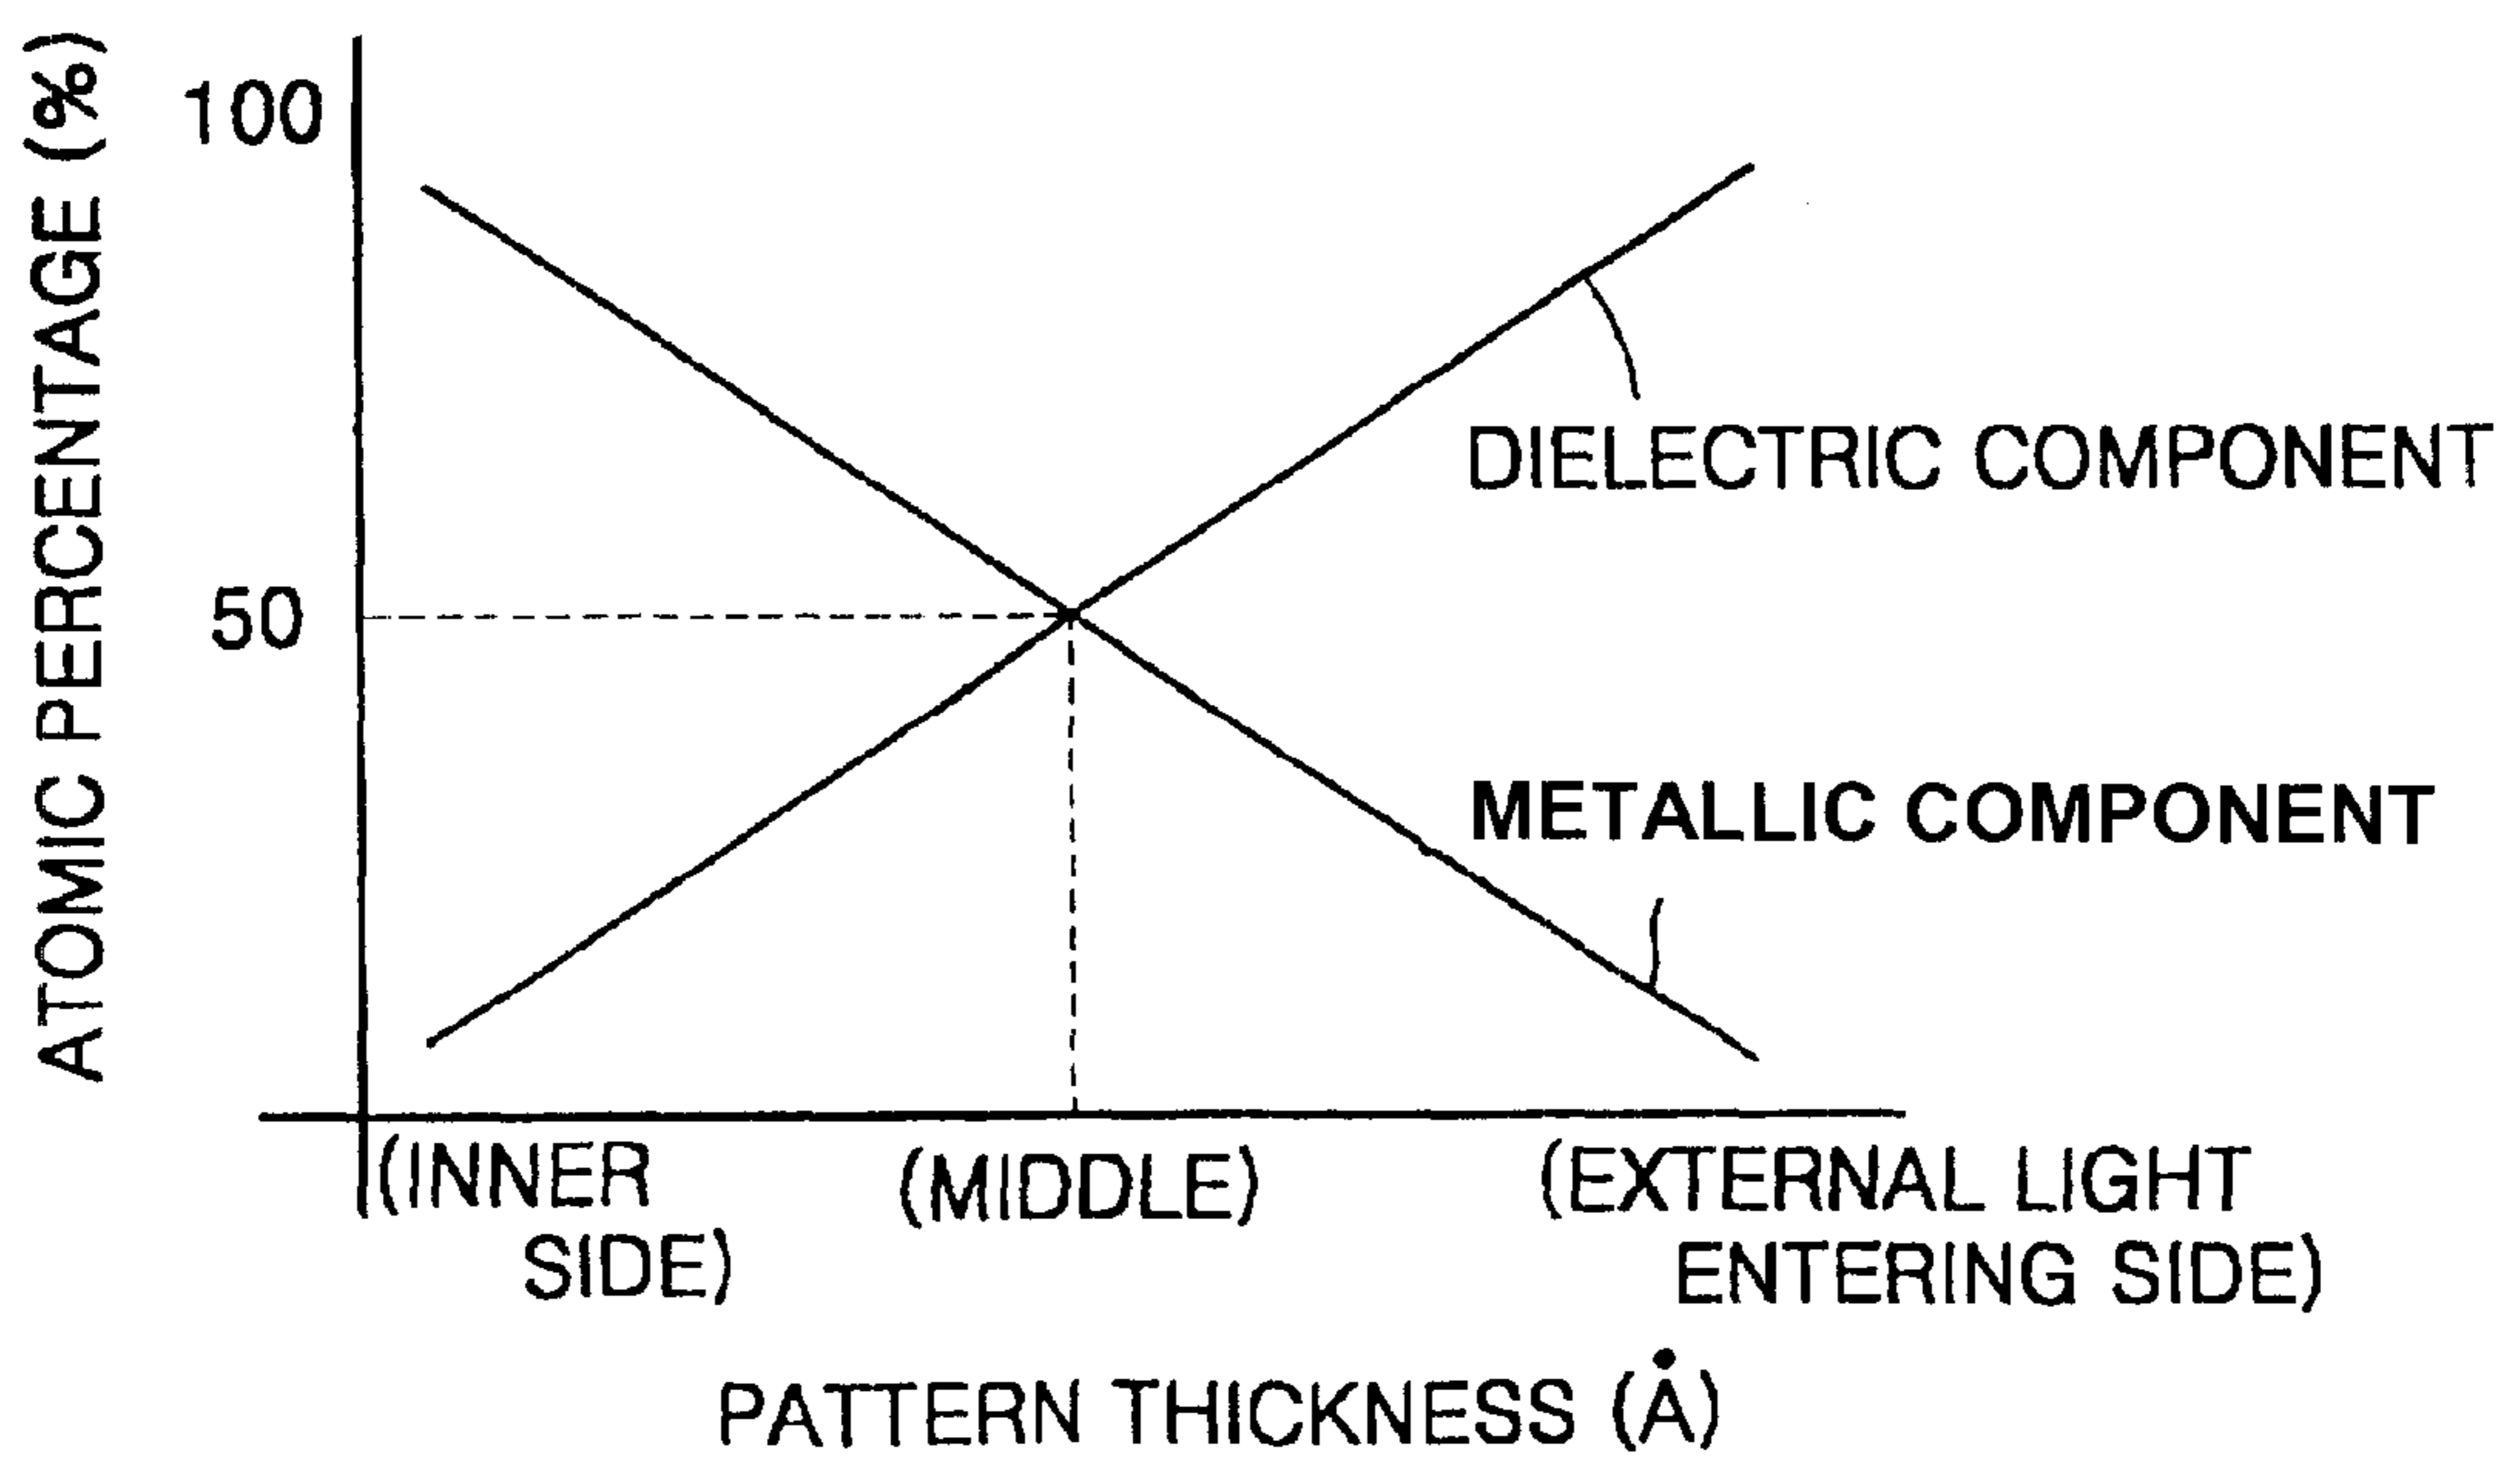 ATOMIC PERCENTAGE (%)
100
50
DIELECTRIC COMPONENT
METALLIC COMPONENT
(INNER
SIDE)
(MIDDLE)
(EXTERNAL LIGHT
ENTERING SIDE)
PATTERN THICKNESS (Å)